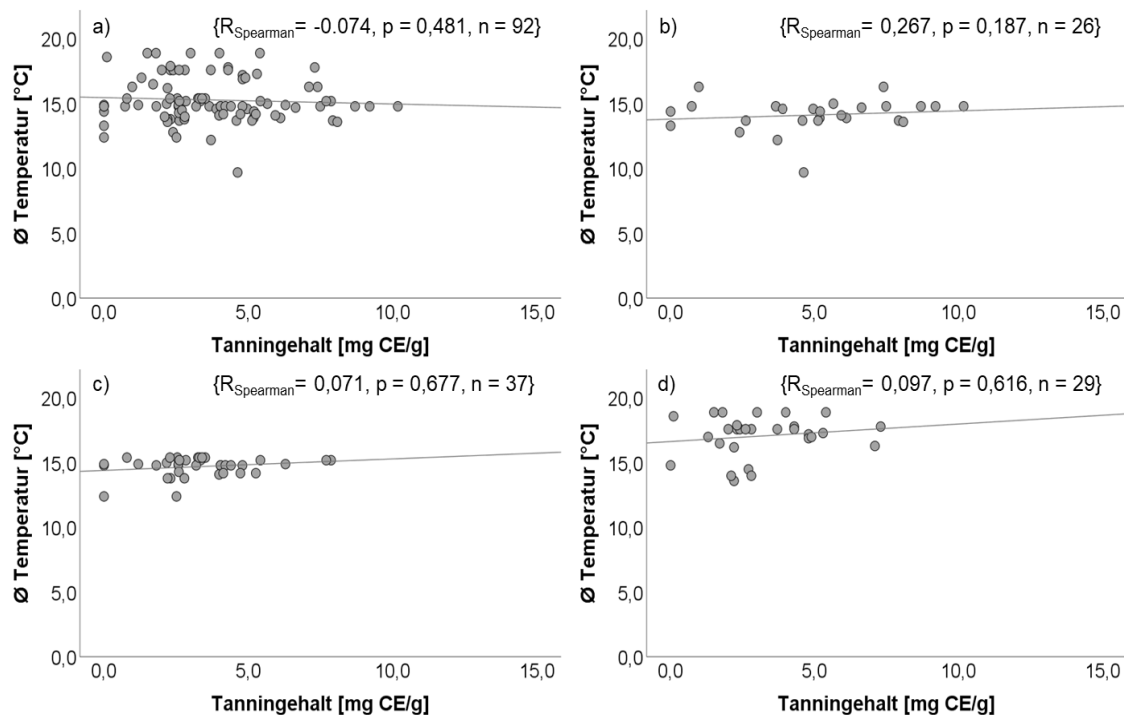 a) {RSpearman= -0.074, p = 0,481, n = 92}
20,0
15,0
10,0
5,0
0,0
Ø Temperatur [°C]
0,0 5,0 10,0 15,0
Tanningehalt [mg CE/g]
b) {RSpearman= 0,267, p = 0,187, n = 26}
20,0
15,0
10,0
5,0
0,0
Ø Temperatur [°C]
0,0 5,0 10,0 15,0
Tanningehalt [mg CE/g]
c) {RSpearman= 0,071, p = 0,677, n = 37}
20,0
15,0
10,0
5,0
0,0
Ø Temperatur [°C]
0,0 5,0 10,0 15,0
Tanningehalt [mg CE/g]
d) {RSpearman= 0,097, p = 0,616, n = 29}
20,0
15,0
10,0
5,0
0,0
Ø Temperatur [°C]
0,0 5,0 10,0 15,0
Tanningehalt [mg CE/g]